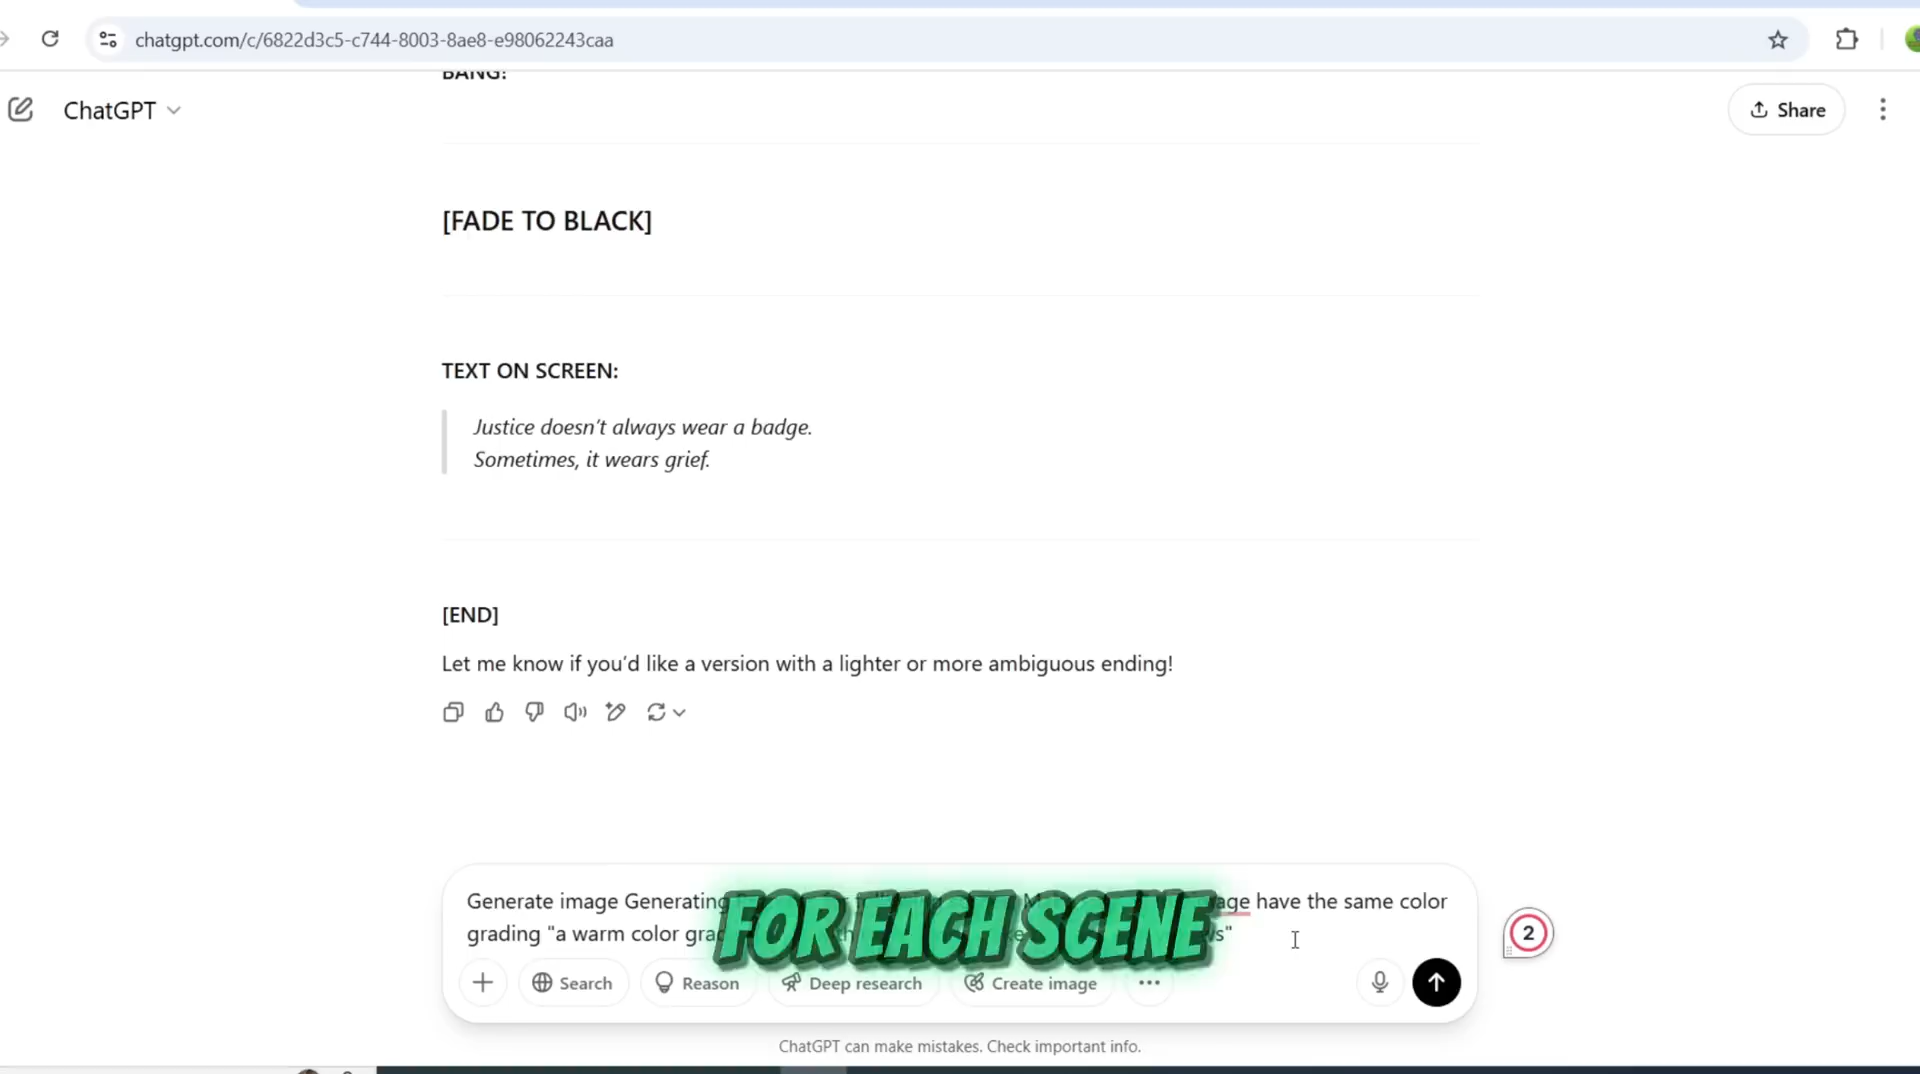 chatgpt.com/c/6822d3c5-c744-8003-8ae8-e98062243caa
BANG!
ChatGPT
Share
[FADE TO BLACK]
TEXT ON SCREEN:
Justice doesn't always wear a badge.
Sometimes, it wears grief.
[END]
Let me know if you'd like a version with a lighter or more ambiguous ending!
Generate image Generating have the same color
grading "a warm color
FOR EACH SCENE
2
Search
Reason
Deep research
Create image
ChatGPT can make mistakes. Check important info.